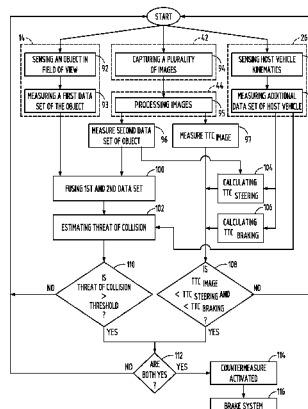 START
14
42
26
SENSING AN OBJECT IN
FIELD OF VIEW
92
CAPTURING A PLURALITY
OF IMAGES
94
SENSING HOST VEHICLE
KINEMATICS
44
MEASURING A FIRST DATA
SET OF THE OBJECT
93
PROCESSING IMAGES
95
MEASURING ADDITIONAL
DATA SET OF HOST VEHICLE
MEASURE SECOND DATA
SET OF OBJECT
96
MEASURE TTC IMAGE
97
104
CALCULATING
TTC STEERING
100
FUSING 1ST AND 2ND DATA SET
106
CALCULATING
TTC BRAKING
102
ESTIMATING THREAT OF COLLISION
110
IS
THREAT OF COLLISION
>
THRESHOLD
?
NO
YES
108
IS
TTC IMAGE
< TTC STEERING AND
< TTC BRAKING
?
NO
YES
112
ARE
BOTH YES
?
NO
YES
114
COUNTERMEASURE
ACTIVATED
116
BRAKE SYSTEM